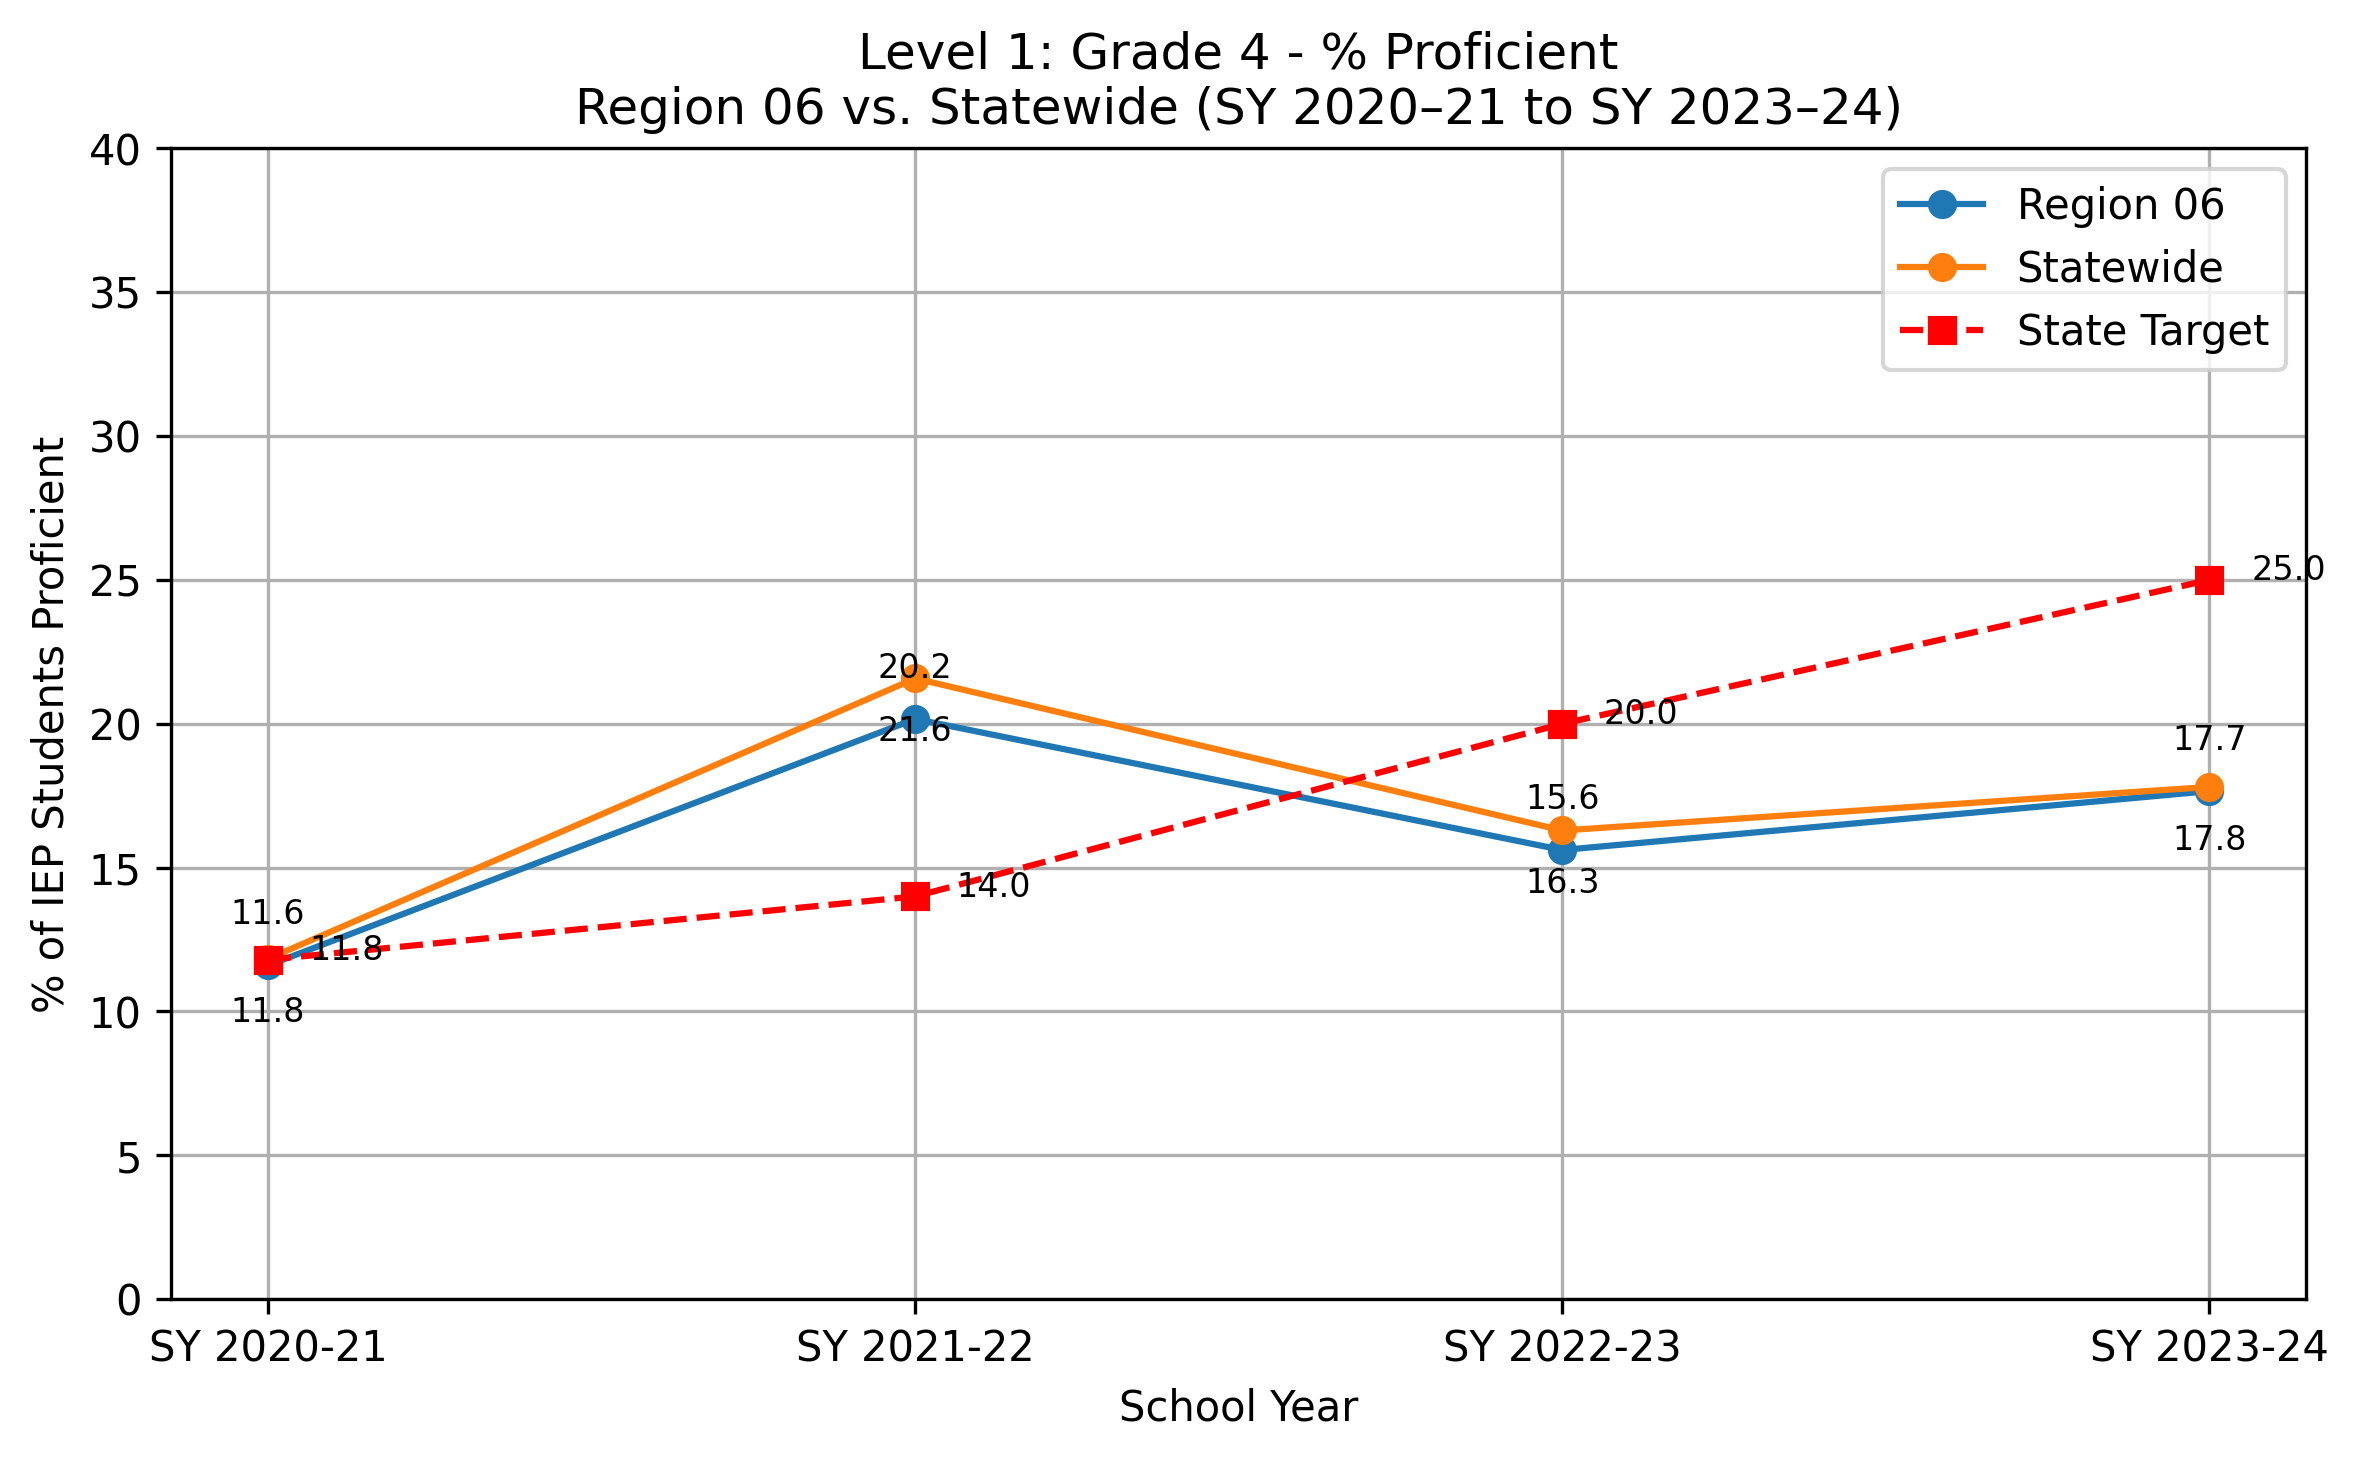 Level 1: Grade 4 - % Proficient
Region 06 vs. Statewide (SY 2020–21 to SY 2023–24)
% of IEP Students Proficient
40
35
30
25
20
15
10
5
0
Region 06
Statewide
State Target
11.6
11.8
11.8
20.2
21.6
14.0
20.0
15.6
16.3
25.0
17.7
17.8
SY 2020-21
SY 2021-22
SY 2022-23
SY 2023-24
School Year